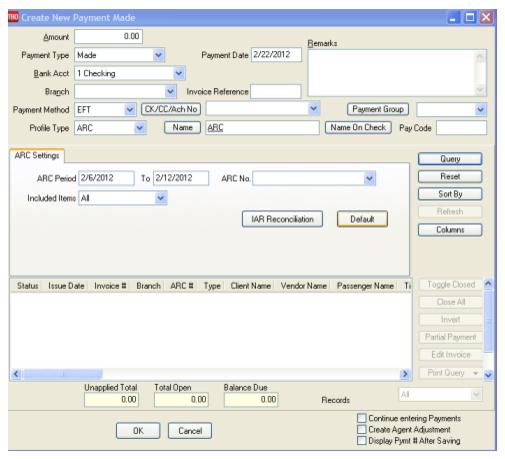 TBO Create New Payment Made
Amount 0.00
Remarks
Payment Type Made Payment Date 2/22/2012
Bank Acct 1 Checking
Branch Invoice Reference
Payment Method EFT CK/CC/Ach No Payment Group
Profile Type ARC Name ARC Name On Check Pay Code
ARC Settings
Query
ARC Period 2/6/2012 To 2/12/2012 ARC No. Reset
Included Items All Sort By
Refresh
IAR Reconciliation Default Columns
Status Issue Date Invoice # Branch ARC # Type Client Name Vendor Name Passenger Name Ti Toggle Closed
Close All
Invert
Partial Payment
Edit Invoice
Print Query
Unapplied Total Total Open Balance Due All
0.00 0.00 0.00 Records
Continue entering Payments
OK Cancel Create Agent Adjustment
Display Pymt # After Saving